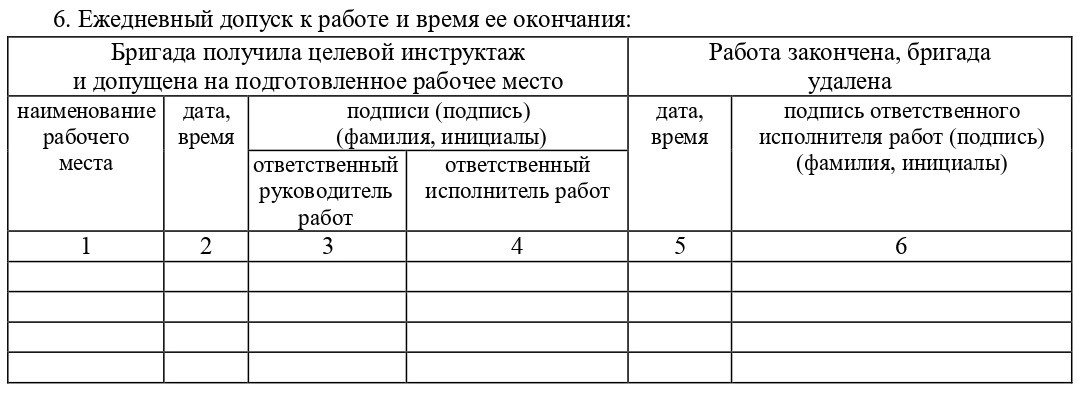 6. Ежедневный допуск к работе и время ее окончания:
Бригада получила целевой инструктаж
и допущена на подготовленное рабочее место
Работа закончена, бригада
удалена
наименование
рабочего
места
дата,
время
подписи (подпись)
(фамилия, инициалы)
ответственный
руководитель
работ
ответственный
исполнитель работ
дата,
время
подпись ответственного
исполнителя работ (подпись)
(фамилия, инициалы)
1 2 3 4 5 6